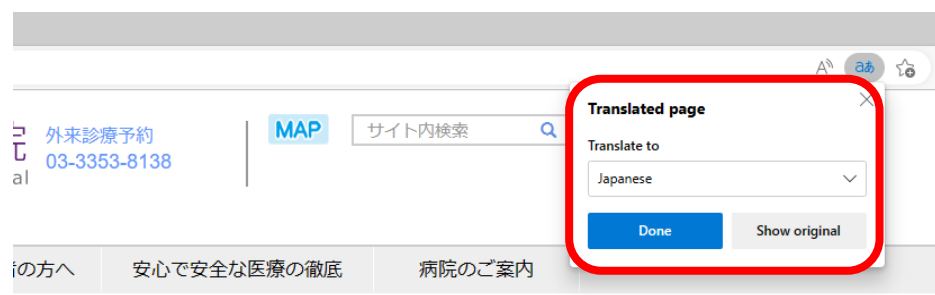 外来診療予約
03-3353-8138
MAP
サイト内検索
Translated page
Translate to
Japanese
Done
Show original
の方へ
安心で安全な医療の徹底
病院のご案内
al
A
aあ